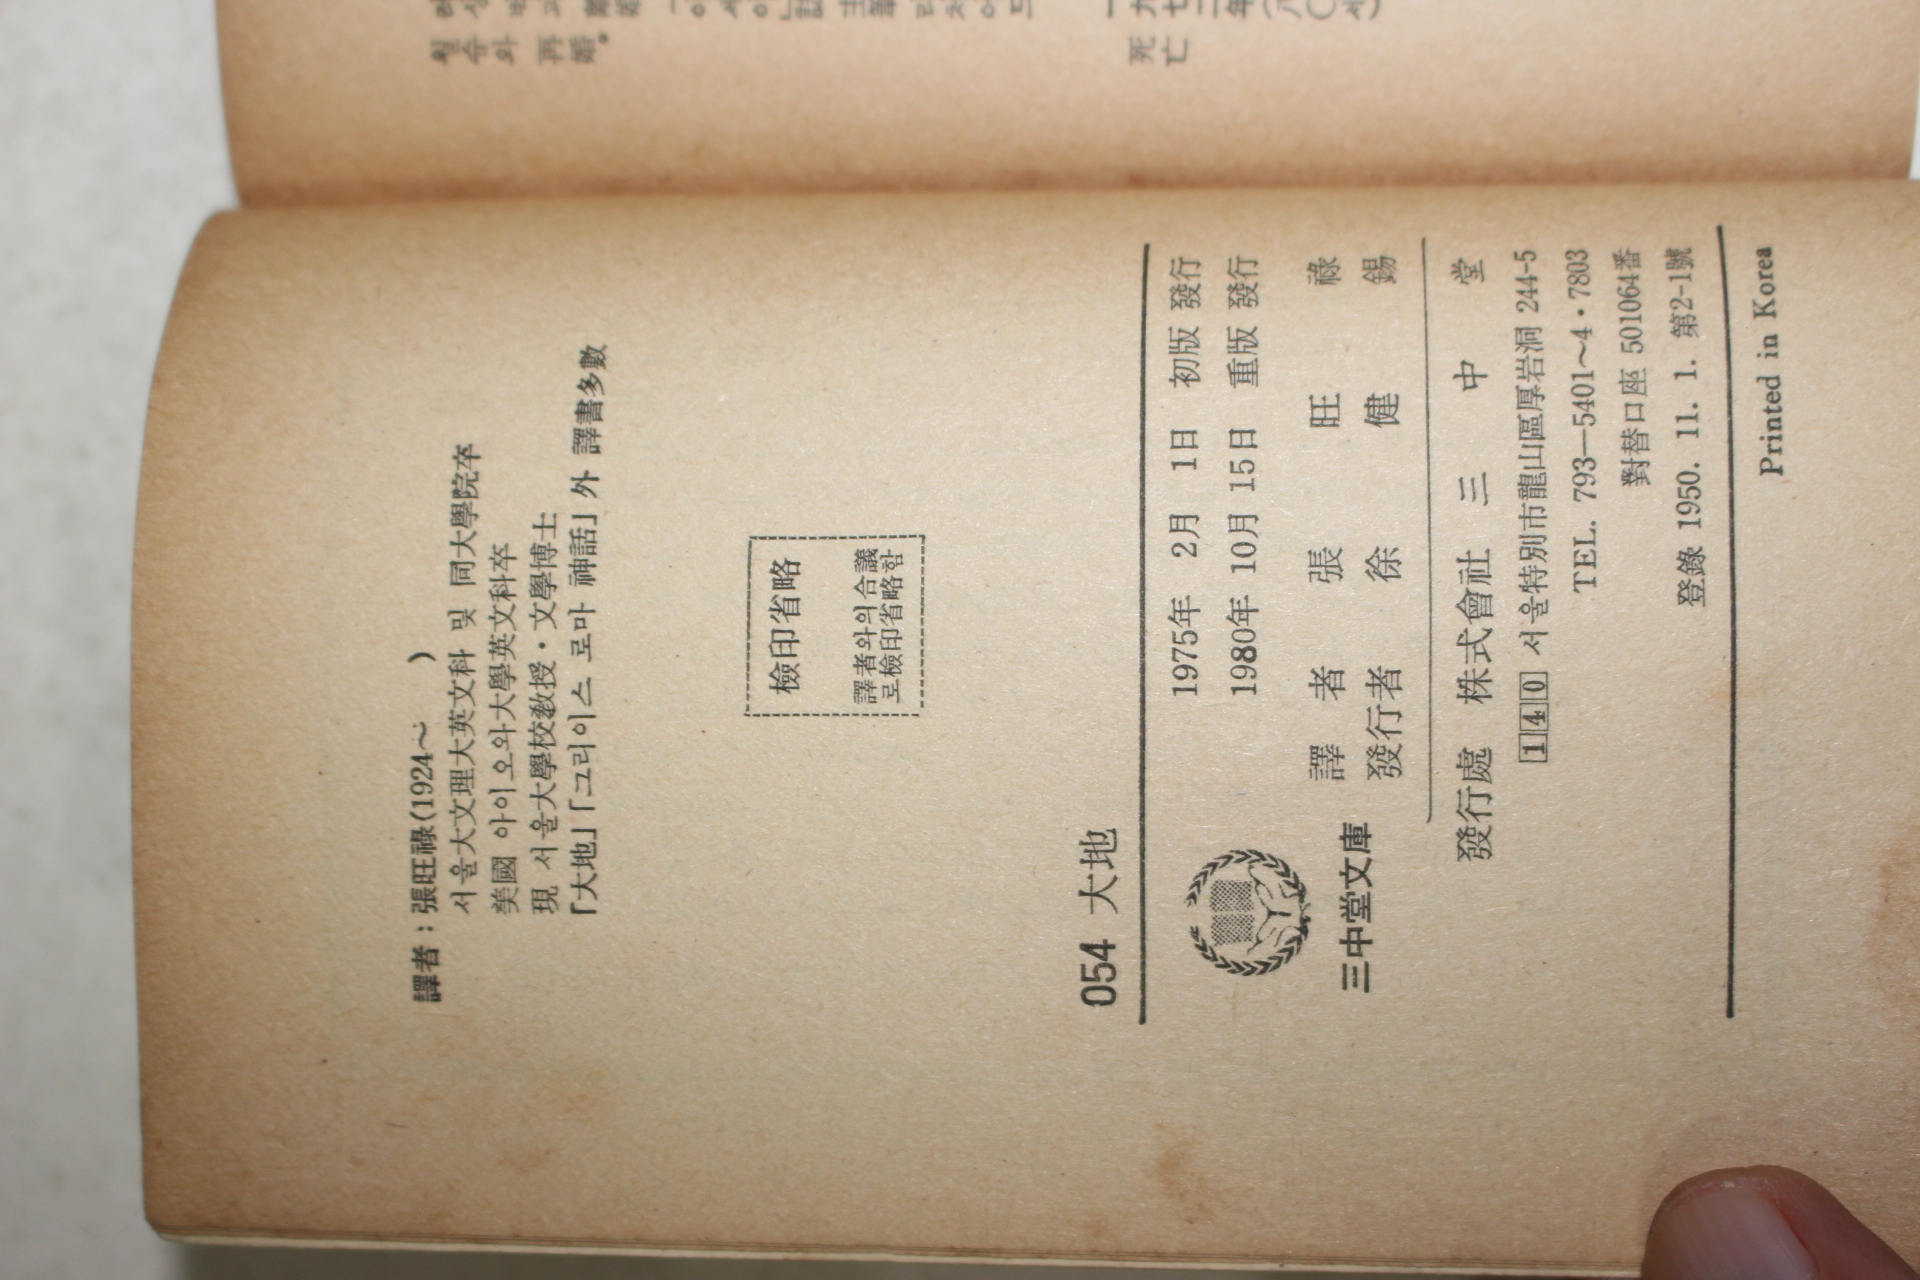 譯者：張旺祿(1924〜 )
서울大文理大英文科 및 同大學院卒
美國 아이오와大學英文科卒
現 서울大學校敎授·文學博士
「大地」「그리이스 로마 神話」外 譯書多數
檢印省略
譯者와의合議
로檢印省略함
054 大地
1975年 2月 1日 初版 發行
1980年 10月 15日 重版 發行
譯 者 張 旺 祿
發行者 徐 健 錫
三中堂文庫
發行處 株式會社 三 中 堂
140 서울特別市龍山區厚岩洞 244-5
TEL. 793—5401〜4·7803
對替口座 501064番
登錄 1950. 11. 1. 第2-1號
Printed in Korea
死亡
월슈와
再婚。